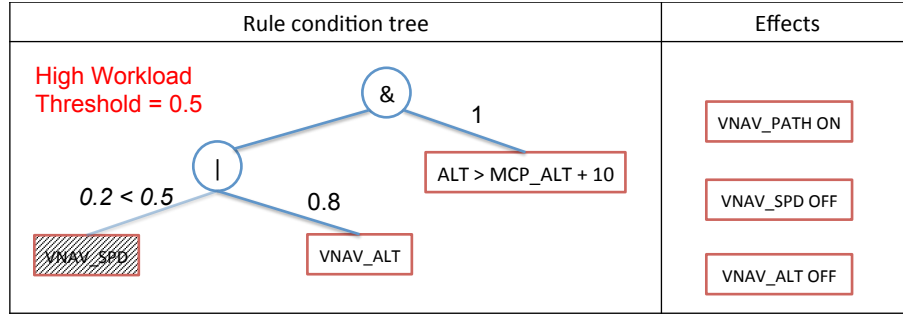 Rule condition tree
Effects
High Workload
Threshold = 0.5
&
1
|
ALT > MCP_ALT + 10
0.2 < 0.5
0.8
VNAV_SPD
VNAV_ALT
VNAV_PATH ON
VNAV_SPD OFF
VNAV_ALT OFF